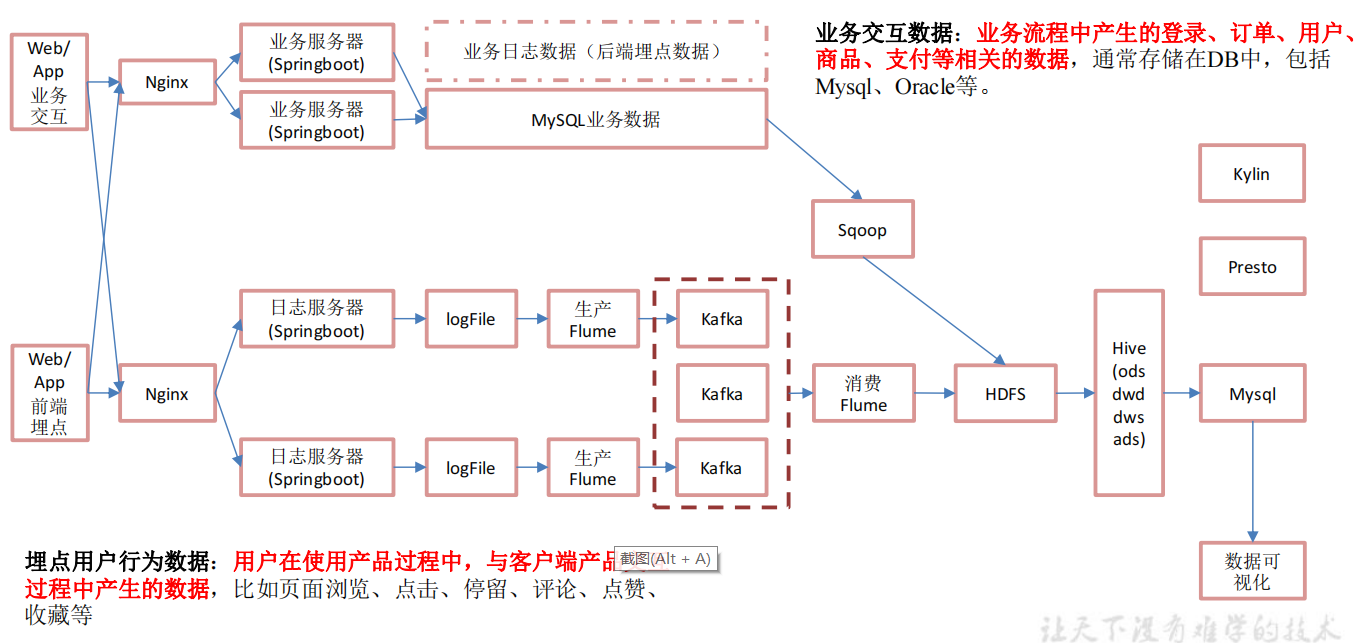 Web/
App
业务
交互
Nginx
业务服务器
(Springboot)
业务服务器
(Springboot)
业务日志数据（后端埋点数据）
MySQL业务数据
业务交互数据：业务流程中产生的登录、订单、用户、
商品、支付等相关的数据，通常存储在DB中，包括
Mysql、Oracle等。
Kylin
Sqoop
Presto
Web/
App
前端
埋点
Nginx
日志服务器
(Springboot)
logFile
生产
Flume
Kafka
Kafka
日志服务器
(Springboot)
logFile
生产
Flume
Kafka
消费
Flume
HDFS
Hive
(ods
dwd
dws
ads)
Mysql
数据可
视化
埋点用户行为数据：用户在使用产品过程中，与客户端产品
截图(Alt + A)
过程中产生的数据，比如页面浏览、点击、停留、评论、点赞、
收藏等
让天下没有难学的技术